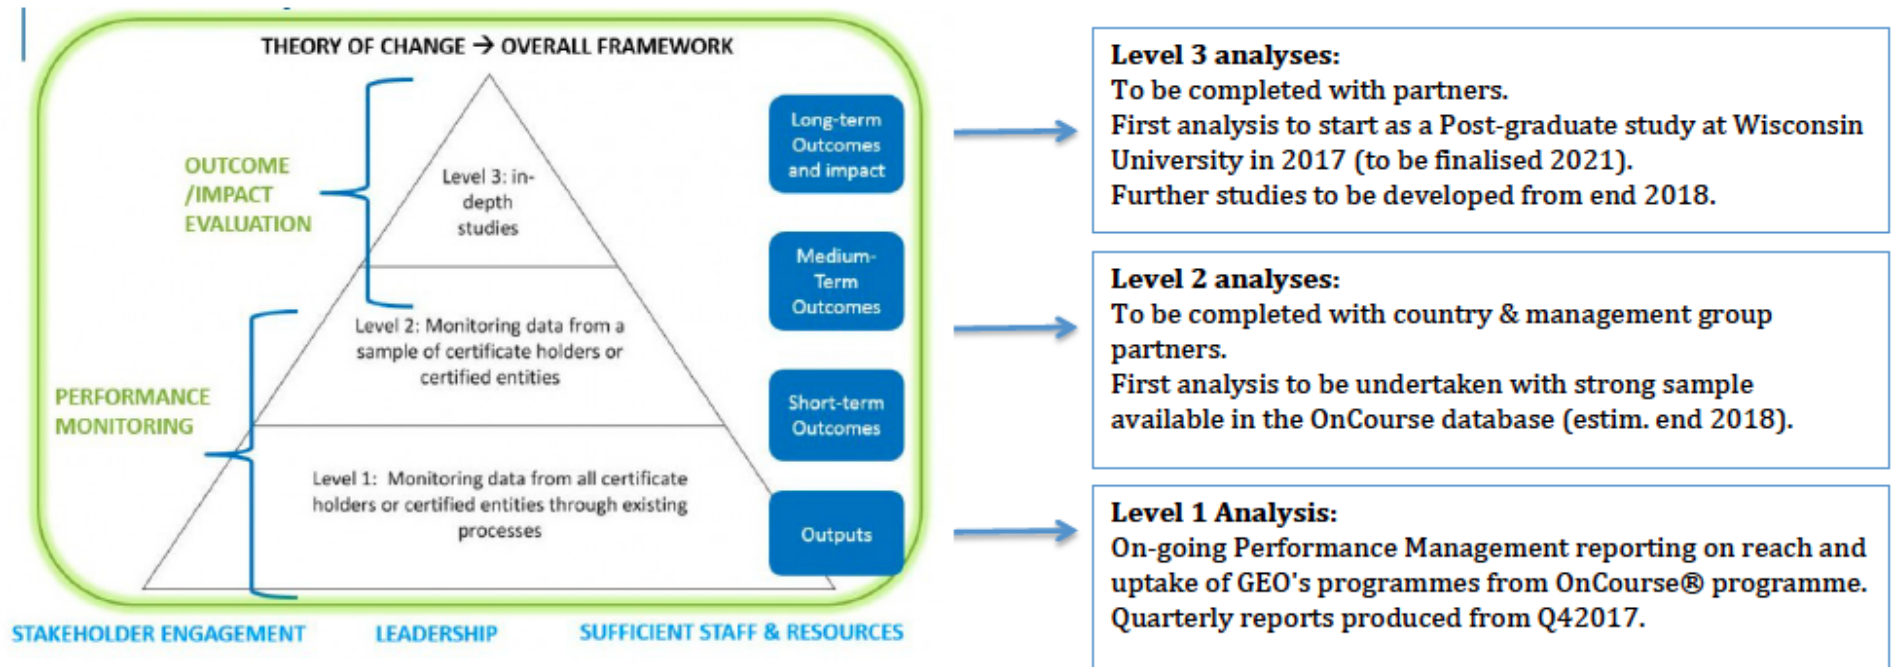 THEORY OF CHANGE → OVERALL FRAMEWORK
OUTCOME
/IMPACT
EVALUATION
PERFORMANCE
MONITORING
Level 3: in-
depth
studies
Level 2: Monitoring data from a
sample of certificate holders or
certified entities
Level 1: Monitoring data from all certificate
holders or certified entities through existing
processes
Long-term
Outcomes
and impact
Medium-
Term
Outcomes
Short-term
Outcomes
Outputs
STAKEHOLDER ENGAGEMENT
LEADERSHIP
SUFFICIENT STAFF & RESOURCES
Level 3 analyses:
To be completed with partners.
First analysis to start as a Post-graduate study at Wisconsin
University in 2017 (to be finalised 2021).
Further studies to be developed from end 2018.
Level 2 analyses:
To be completed with country & management group
partners.
First analysis to be undertaken with strong sample
available in the OnCourse database (estim. end 2018).
Level 1 Analysis:
On-going Performance Management reporting on reach and
uptake of GEO's programmes from OnCourse® programme.
Quarterly reports produced from Q42017.